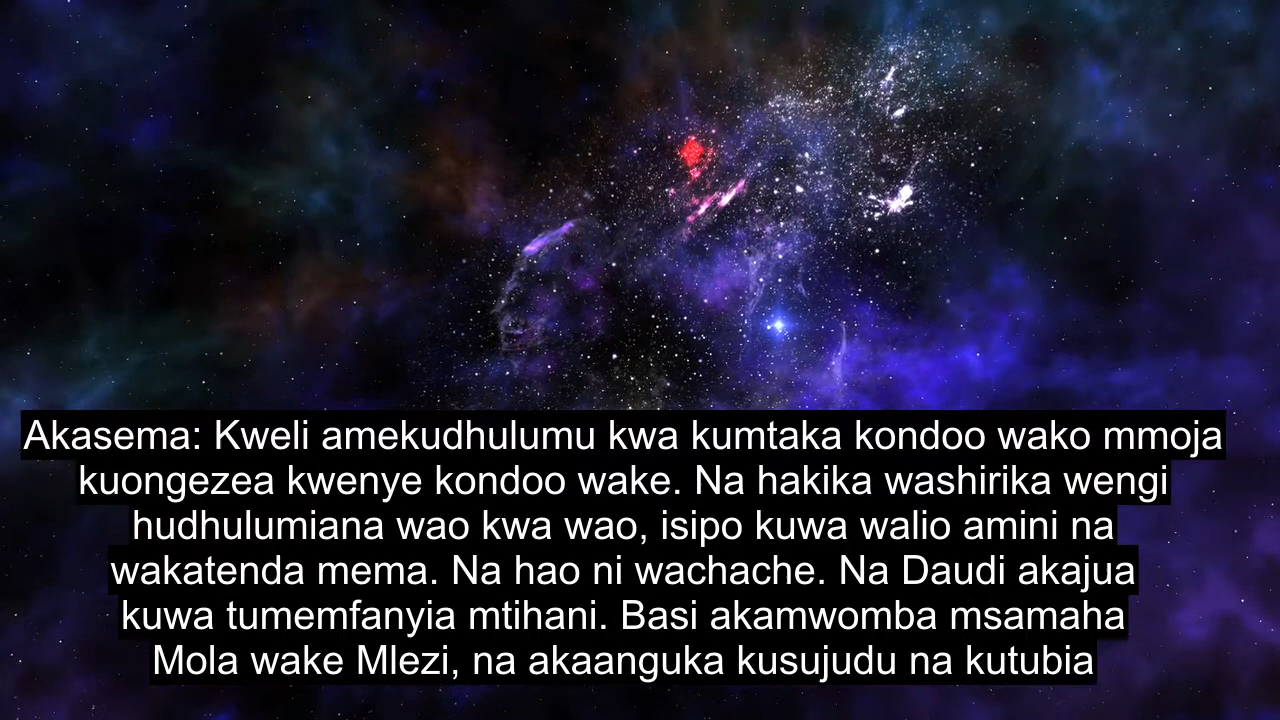 Akasema: Kweli amekudhulumu kwa kumtaka kondoo wako mmoja
kuongezea kwenye kondoo wake. Na hakika washirika wengi
hudhulumiana wao kwa wao, isipo kuwa walio amini na
wakatenda mema. Na hao ni wachache. Na Daudi akajua
kuwa tumemfanyia mtihani. Basi akamwomba msamaha
Mola wake Mlezi, na akaanguka kusujudu na kutubia